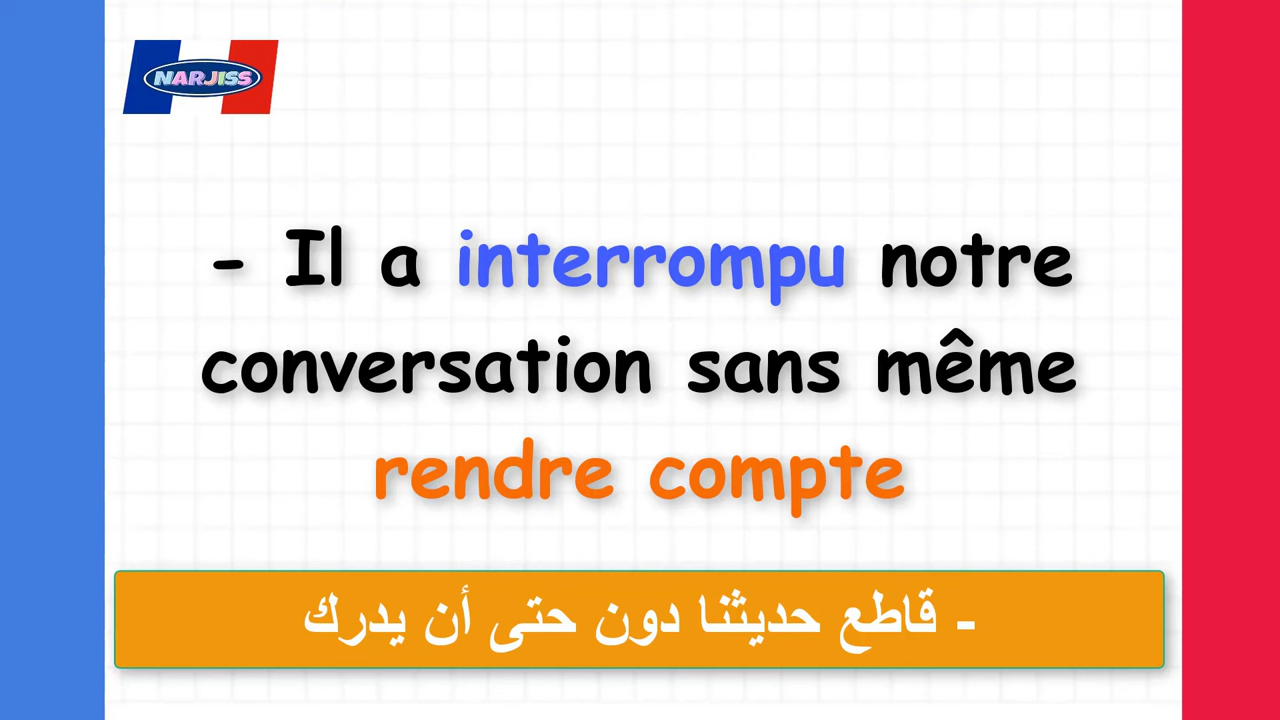 NARJISS
- Il a interrompu notre
conversation sans même
rendre compte
- قاطع حديثنا دون حتى أن يدرك